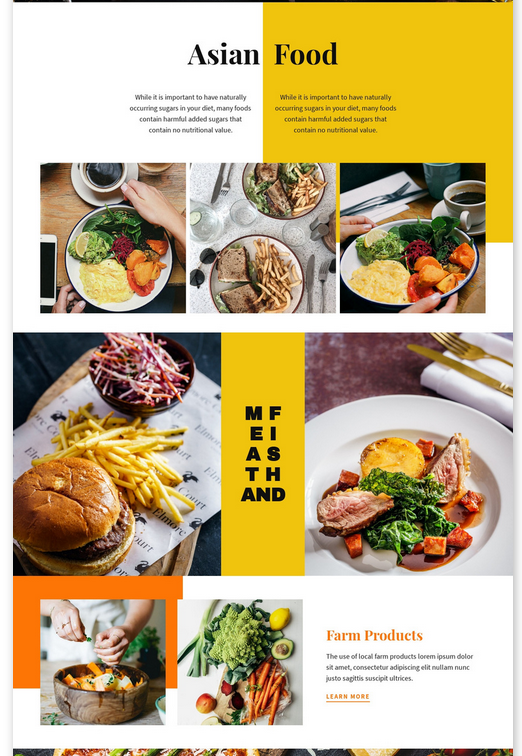 Asian Food
While it is important to have naturally
occurring sugars in your diet, many foods
contain harmful added sugars that
contain no nutritional value.
While it is important to have naturally
occurring sugars in your diet, many foods
contain harmful added sugars that
contain no nutritional value.
M F
E I
A S
T H
AND
Elmore
Court
Farm Products
The use of local farm products lorem ipsum dolor
sit amet, consectetur adipiscing elit nullam nunc
justo sagittis suscipit ultrices.
LEARN MORE